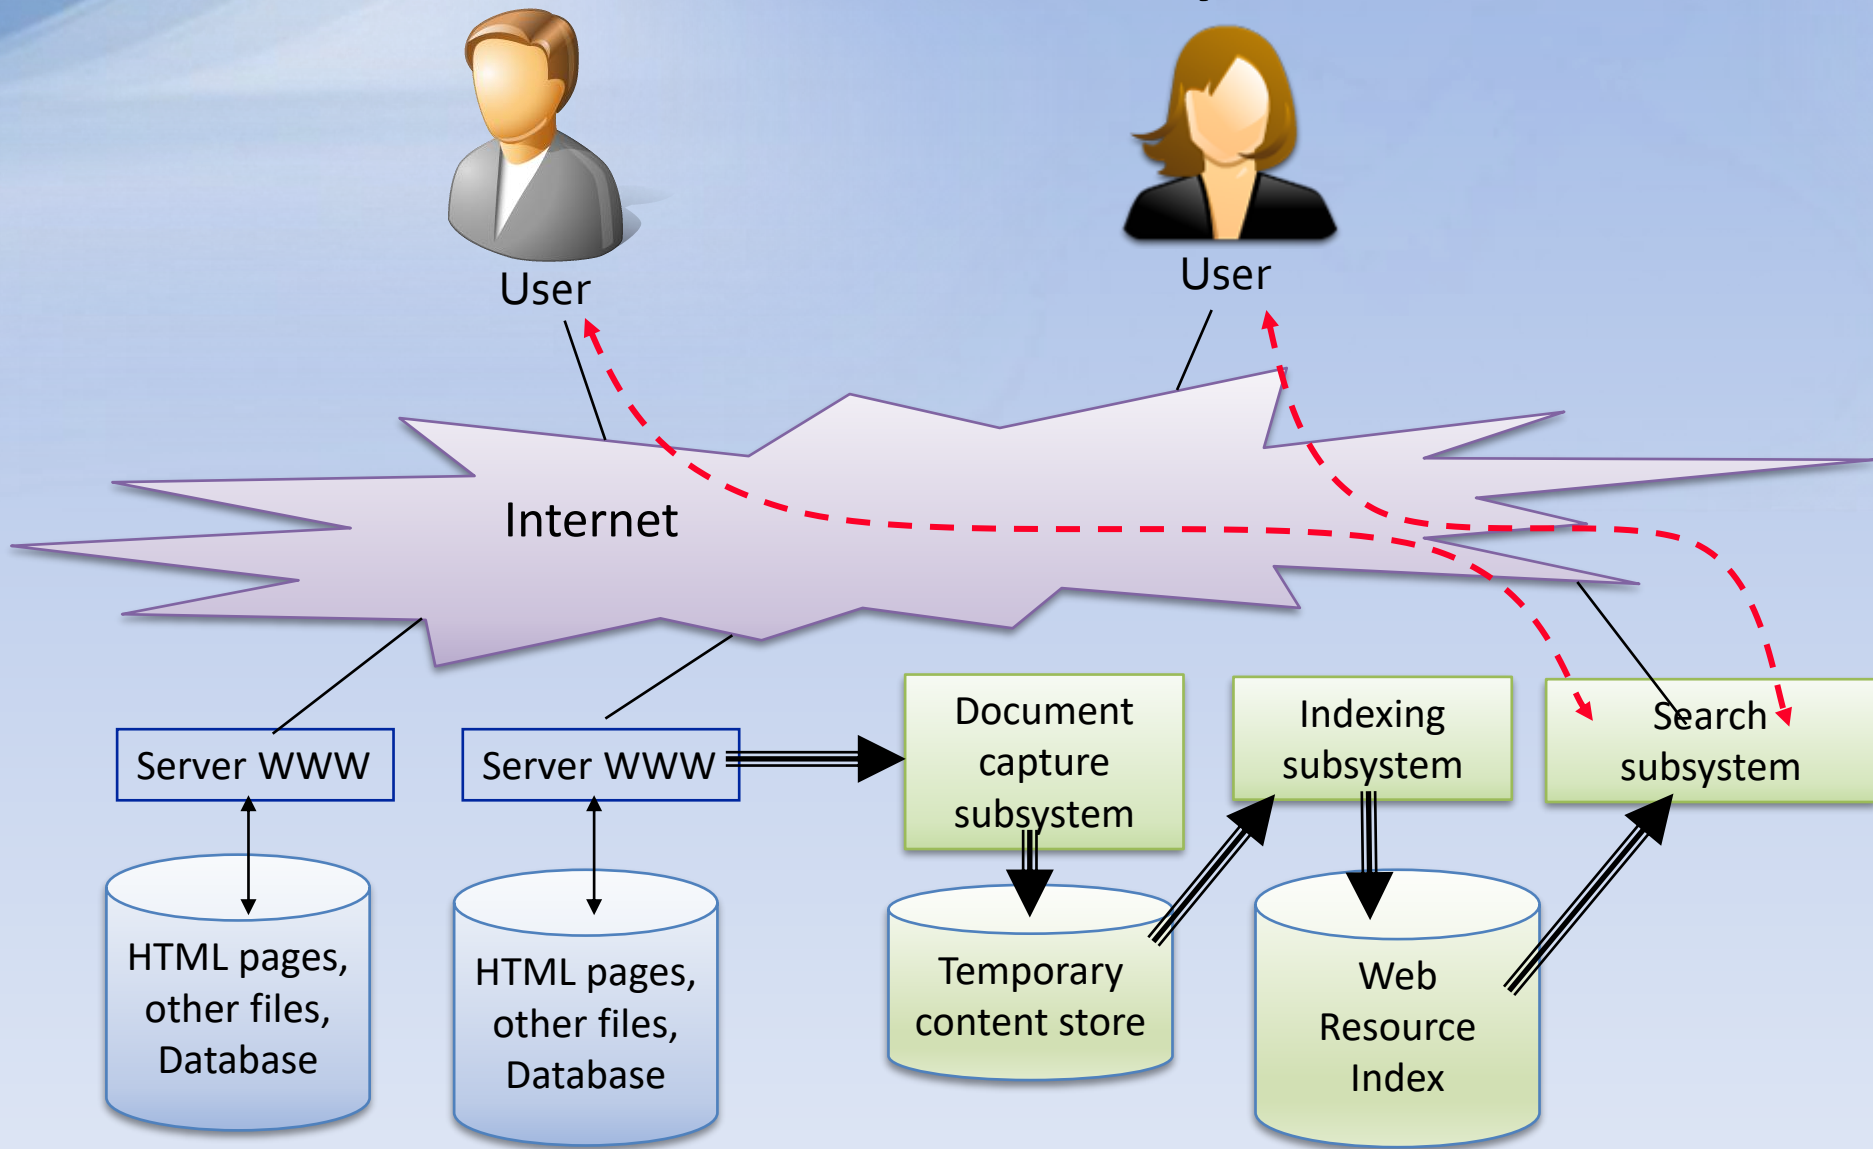 User
User
Internet
Server WWW
Server WWW
Document
capture
subsystem
Indexing
subsystem
Search
subsystem
HTML pages,
other files,
Database
HTML pages,
other files,
Database
Temporary
content store
Web
Resource
Index